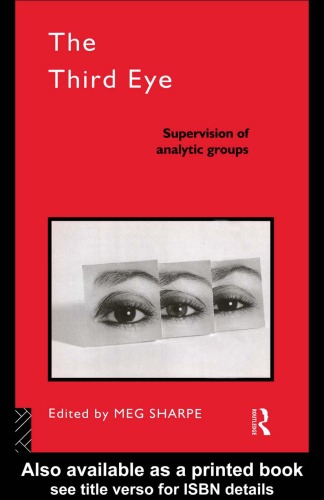 The
Third Eye
Supervision of
analytic groups
Edited by MEG SHARPE
ROUTLEDGE
Also available as a printed book
see title verso for ISBN details